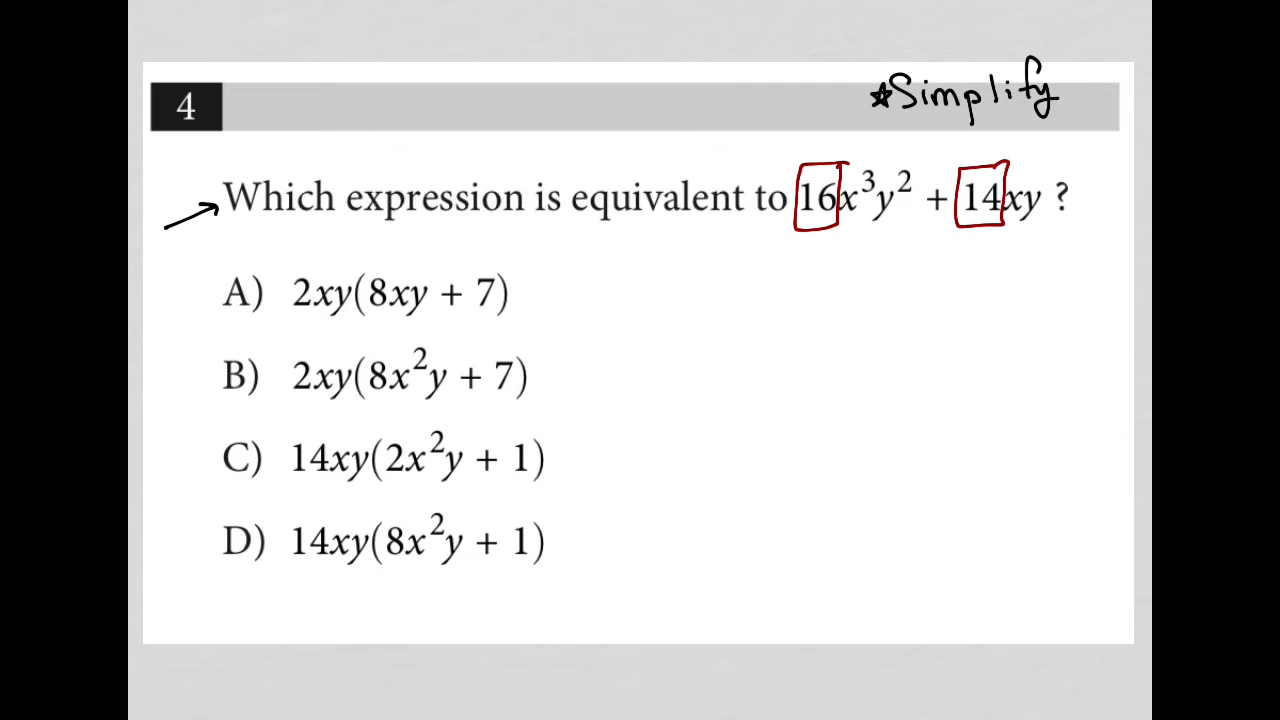 ★Simplify
4
Which expression is equivalent to 16x³y² + 14xy ?
A) 2xy(8xy + 7)
B) 2xy(8x²y + 7)
C) 14xy(2x²y + 1)
D) 14xy(8x²y + 1)